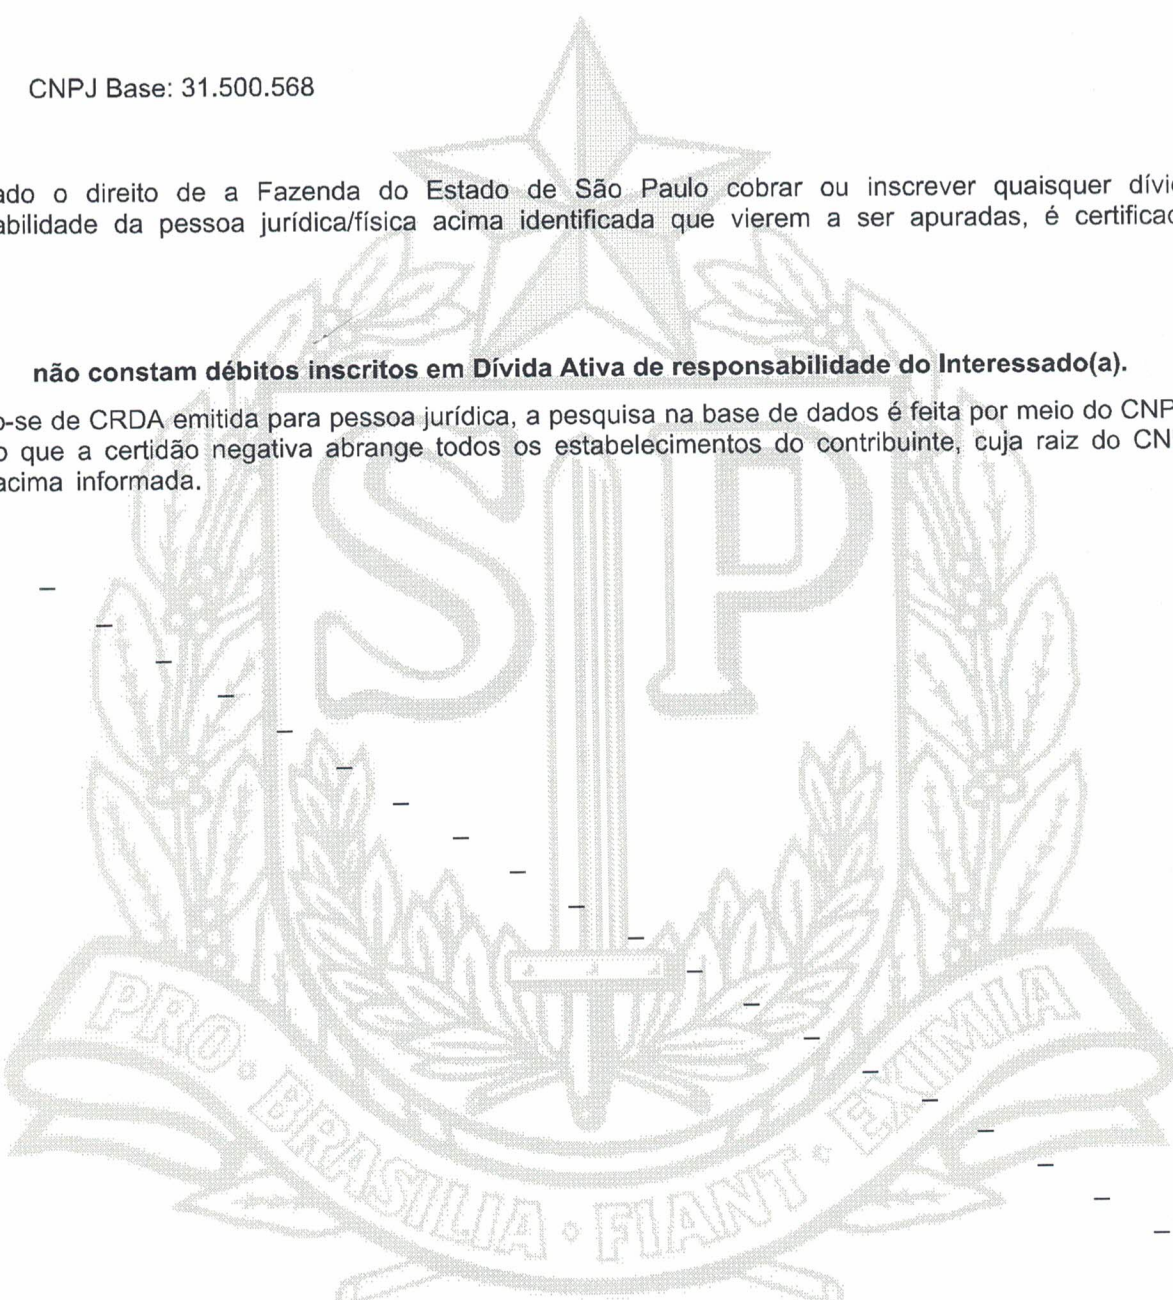 CNPJ Base: 31.500.568
ado o direito de a Fazenda do Estado de São Paulo cobrar ou inscrever quaisquer dívi
abilidade da pessoa jurídica/física acima identificada que vierem a ser apuradas, é certificad
não constam débitos inscritos em Dívida Ativa de responsabilidade do Interessado(a).
o-se de CRDA emitida para pessoa jurídica, a pesquisa na base de dados é feita por meio do CNP
o que a certidão negativa abrange todos os estabelecimentos do contribuinte, cuja raiz do CN
acima informada.
SP
PRO · BRASILIA · FIANT · EXIMIA